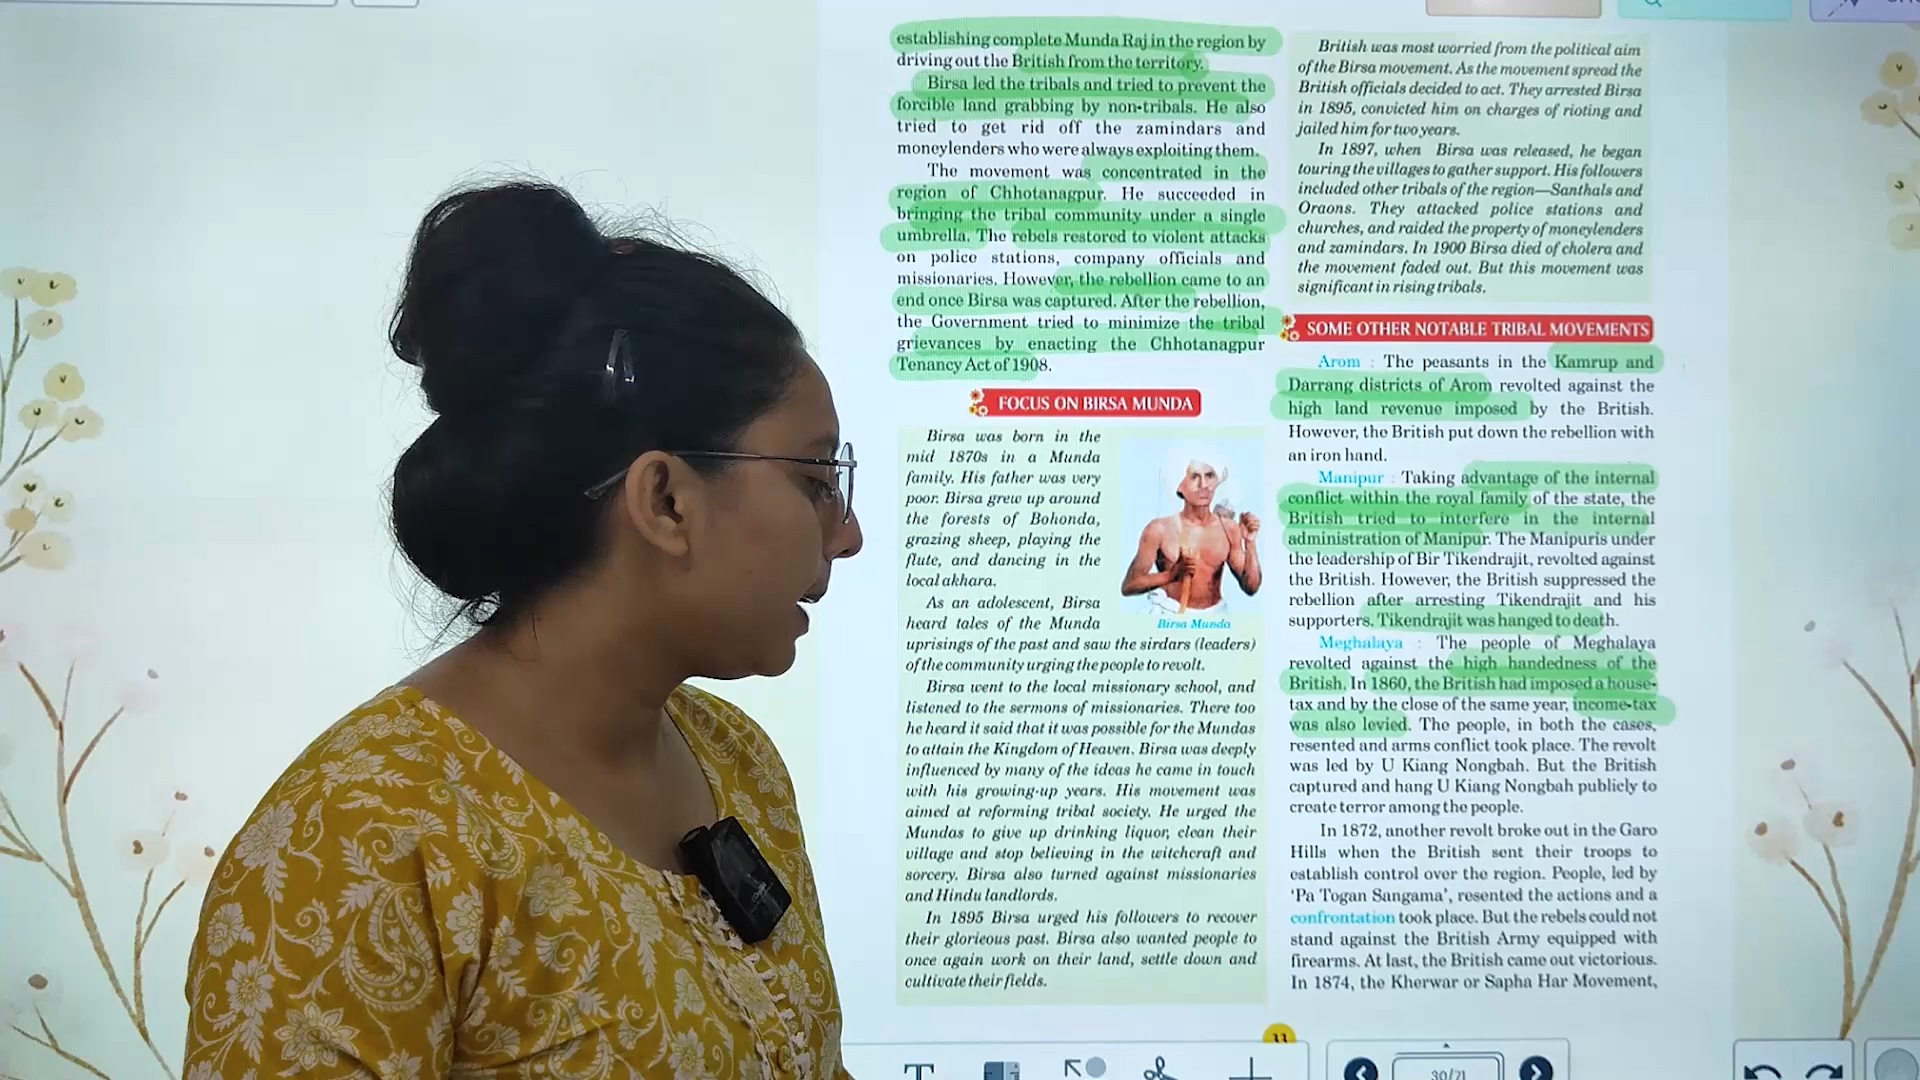 establishing complete Munda Raj in the region by
driving out the British from the territory.
Birsa led the tribals and tried to prevent the
forcible land grabbing by non-tribals. He also
tried to get rid off the zamindars and
moneylenders who were always exploiting them.
The movement was concentrated in the
region of Chhotanagpur. He succeeded in
bringing the tribal community under a single
umbrella. The rebels restored to violent attacks
on police stations, company officials and
missionaries. However, the rebellion came to an
end once Birsa was captured. After the rebellion,
the Government tried to minimize the tribal
grievances by enacting the Chhotanagpur
Tenancy Act of 1908.
FOCUS ON BIRSA MUNDA
Birsa was born in the
mid 1870s in a Munda
family. His father was very
poor. Birsa grew up around
the forests of Bohonda,
grazing sheep, playing the
flute, and dancing in the
local akhara.
As an adolescent, Birsa
heard tales of the Munda
Birsa Munda
uprisings of the past and saw the sirdars (leaders)
of the community urging the people to revolt.
Birsa went to the local missionary school, and
listened to the sermons of missionaries. There too
he heard it said that it was possible for the Mundas
to attain the Kingdom of Heaven. Birsa was deeply
influenced by many of the ideas he came in touch
with his growing-up years. His movement was
aimed at reforming tribal society. He urged the
Mundas to give up drinking liquor, clean their
village and stop believing in the witchcraft and
sorcery. Birsa also turned against missionaries
and Hindu landlords.
In 1895 Birsa urged his followers to recover
their glorieous past. Birsa also wanted people to
once again work on their land, settle down and
cultivate their fields.
British was most worried from the political aim
of the Birsa movement. As the movement spread the
British officials decided to act. They arrested Birsa
in 1895, convicted him on charges of rioting and
jailed him for two years.
In 1897, when Birsa was released, he began
touring the villages to gather support. His followers
included other tribals of the region—Santhals and
Oraons. They attacked police stations and
churches, and raided the property of moneylenders
and zamindars. In 1900 Birsa died of cholera and
the movement faded out. But this movement was
significant in rising tribals.
SOME OTHER NOTABLE TRIBAL MOVEMENTS
Arom : The peasants in the Kamrup and
Darrang districts of Arom revolted against the
high land revenue imposed by the British.
However, the British put down the rebellion with
an iron hand.
Manipur : Taking advantage of the internal
conflict within the royal family of the state, the
British tried to interfere in the internal
administration of Manipur. The Manipuris under
the leadership of Bir Tikendrajit, revolted against
the British. However, the British suppressed the
rebellion after arresting Tikendrajit and his
supporters. Tikendrajit was hanged to death.
Meghalaya : The people of Meghalaya
revolted against the high handedness of the
British. In 1860, the British had imposed a house-
tax and by the close of the same year, income-tax
was also levied. The people, in both the cases,
resented and arms conflict took place. The revolt
was led by U Kiang Nongbah. But the British
captured and hang U Kiang Nongbah publicly to
create terror among the people.
In 1872, another revolt broke out in the Garo
Hills when the British sent their troops to
establish control over the region. People, led by
'Pa Togan Sangama', resented the actions and a
confrontation took place. But the rebels could not
stand against the British Army equipped with
firearms. At last, the British came out victorious.
In 1874, the Kherwar or Sapha Har Movement,
30/71